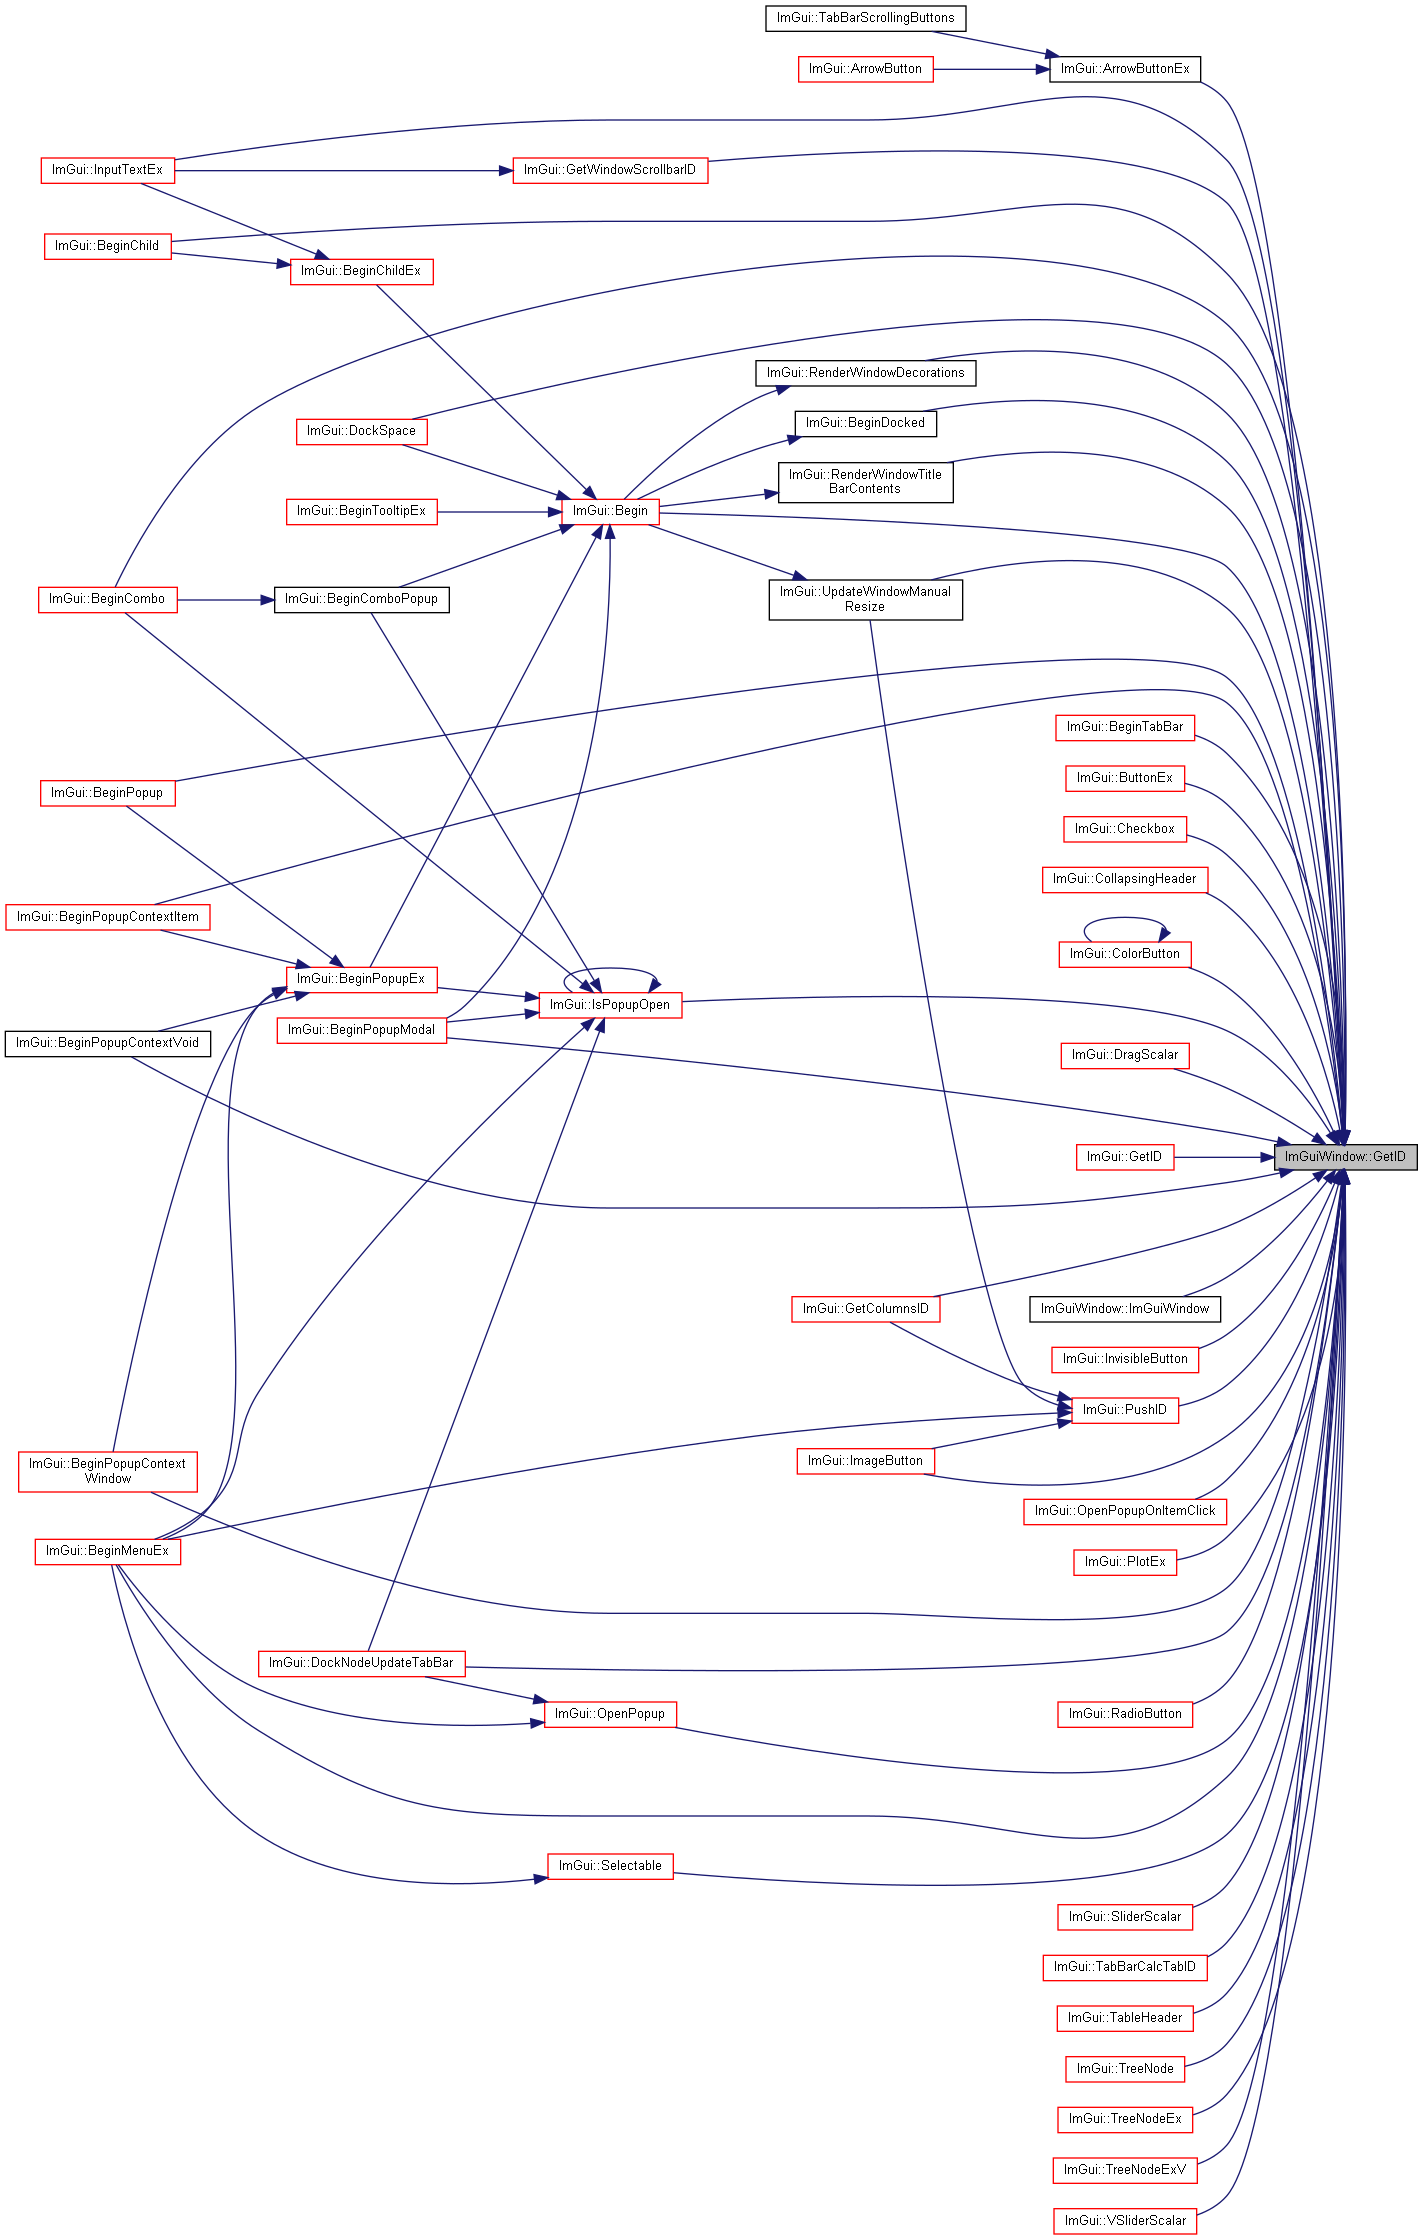 ImGui::TabBarScrollingButtons
ImGui::ArrowButton
ImGui::ArrowButtonEx
ImGui::InputTextEx
ImGui::GetWindowScrollbarID
ImGui::BeginChild
ImGui::BeginChildEx
ImGui::RenderWindowDecorations
ImGui::DockSpace
ImGui::BeginDocked
ImGui::RenderWindowTitle
BarContents
ImGui::BeginTooltipEx
ImGui::Begin
ImGui::BeginCombo
ImGui::BeginComboPopup
ImGui::UpdateWindowManual
Resize
ImGui::BeginTabBar
ImGui::ButtonEx
ImGui::BeginPopup
ImGui::Checkbox
ImGui::CollapsingHeader
ImGui::BeginPopupContextItem
ImGui::ColorButton
ImGui::BeginPopupEx
ImGui::IsPopupOpen
ImGui::BeginPopupModal
ImGui::BeginPopupContextVoid
ImGui::DragScalar
ImGui::GetID
ImGuiWindow::GetID
ImGui::GetColumnsID
ImGuiWindow::ImGuiWindow
ImGui::InvisibleButton
ImGui::PushID
ImGui::ImageButton
ImGui::BeginPopupContext
Window
ImGui::OpenPopupOnItemClick
ImGui::BeginMenuEx
ImGui::PlotEx
ImGui::DockNodeUpdateTabBar
ImGui::OpenPopup
ImGui::RadioButton
ImGui::Selectable
ImGui::SliderScalar
ImGui::TabBarCalcTabID
ImGui::TableHeader
ImGui::TreeNode
ImGui::TreeNodeEx
ImGui::TreeNodeExV
ImGui::VSliderScalar